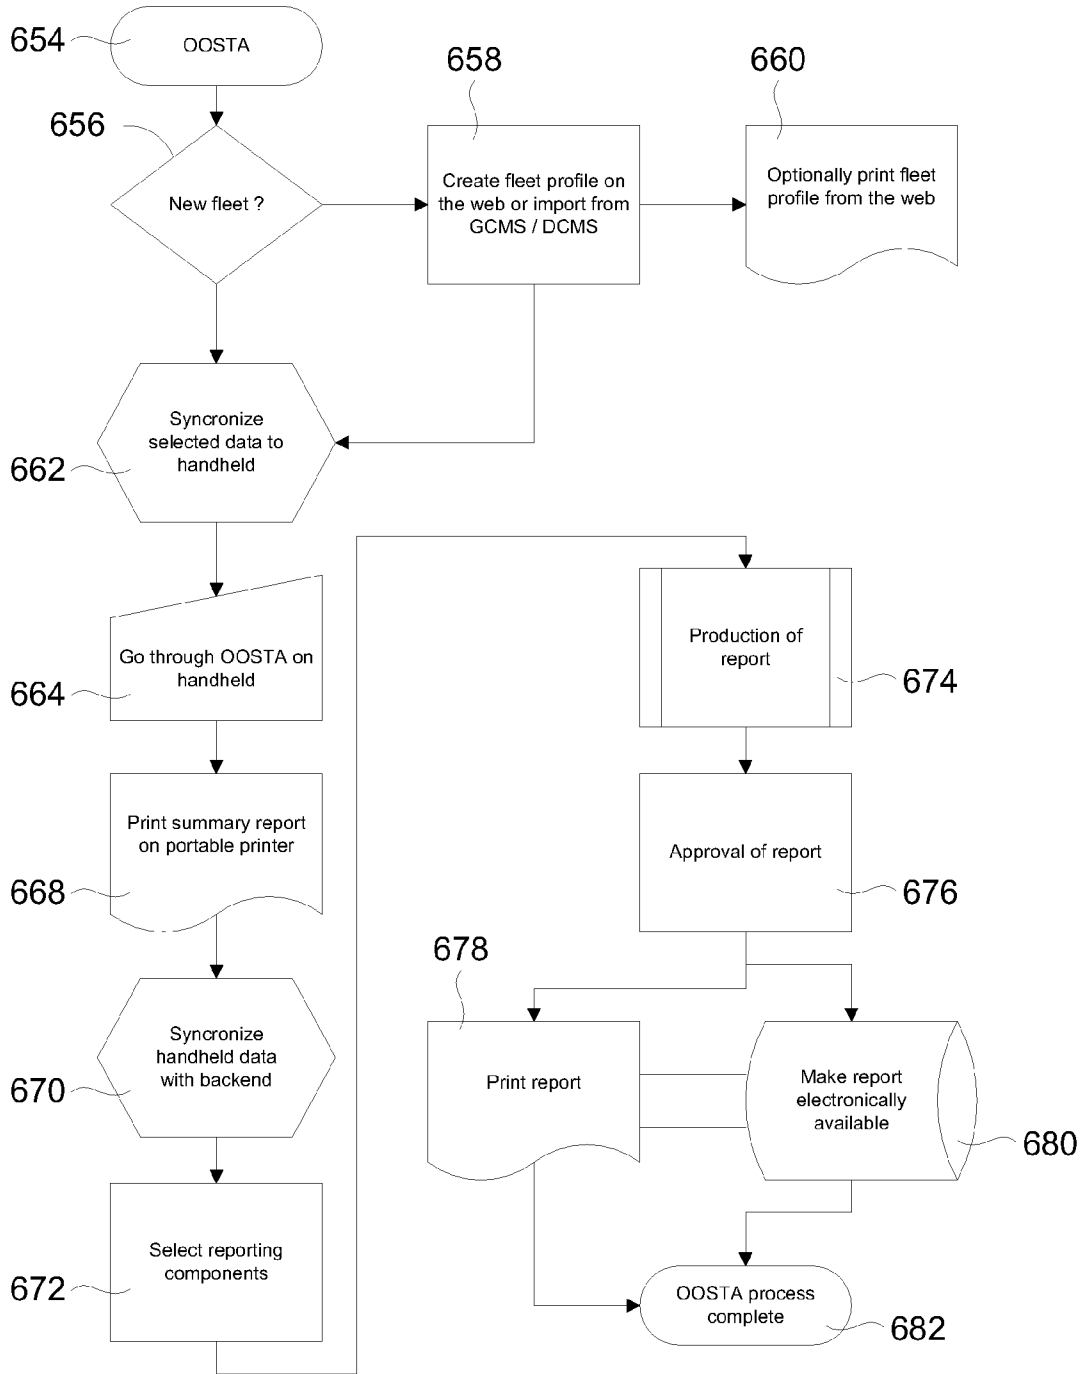 654
OOSTA
656
New fleet ?
658
Create fleet profile on
the web or import from
GCMS / DCMS
660
Optionally print fleet
profile from the web
662
Syncronize
selected data to
handheld
664
Go through OOSTA on
handheld
668
Print summary report
on portable printer
670
Syncronize
handheld data
with backend
672
Select reporting
components
Production of
report
674
Approval of report
676
678
Print report
Make report
electronically
available
680
OOSTA process
complete
682